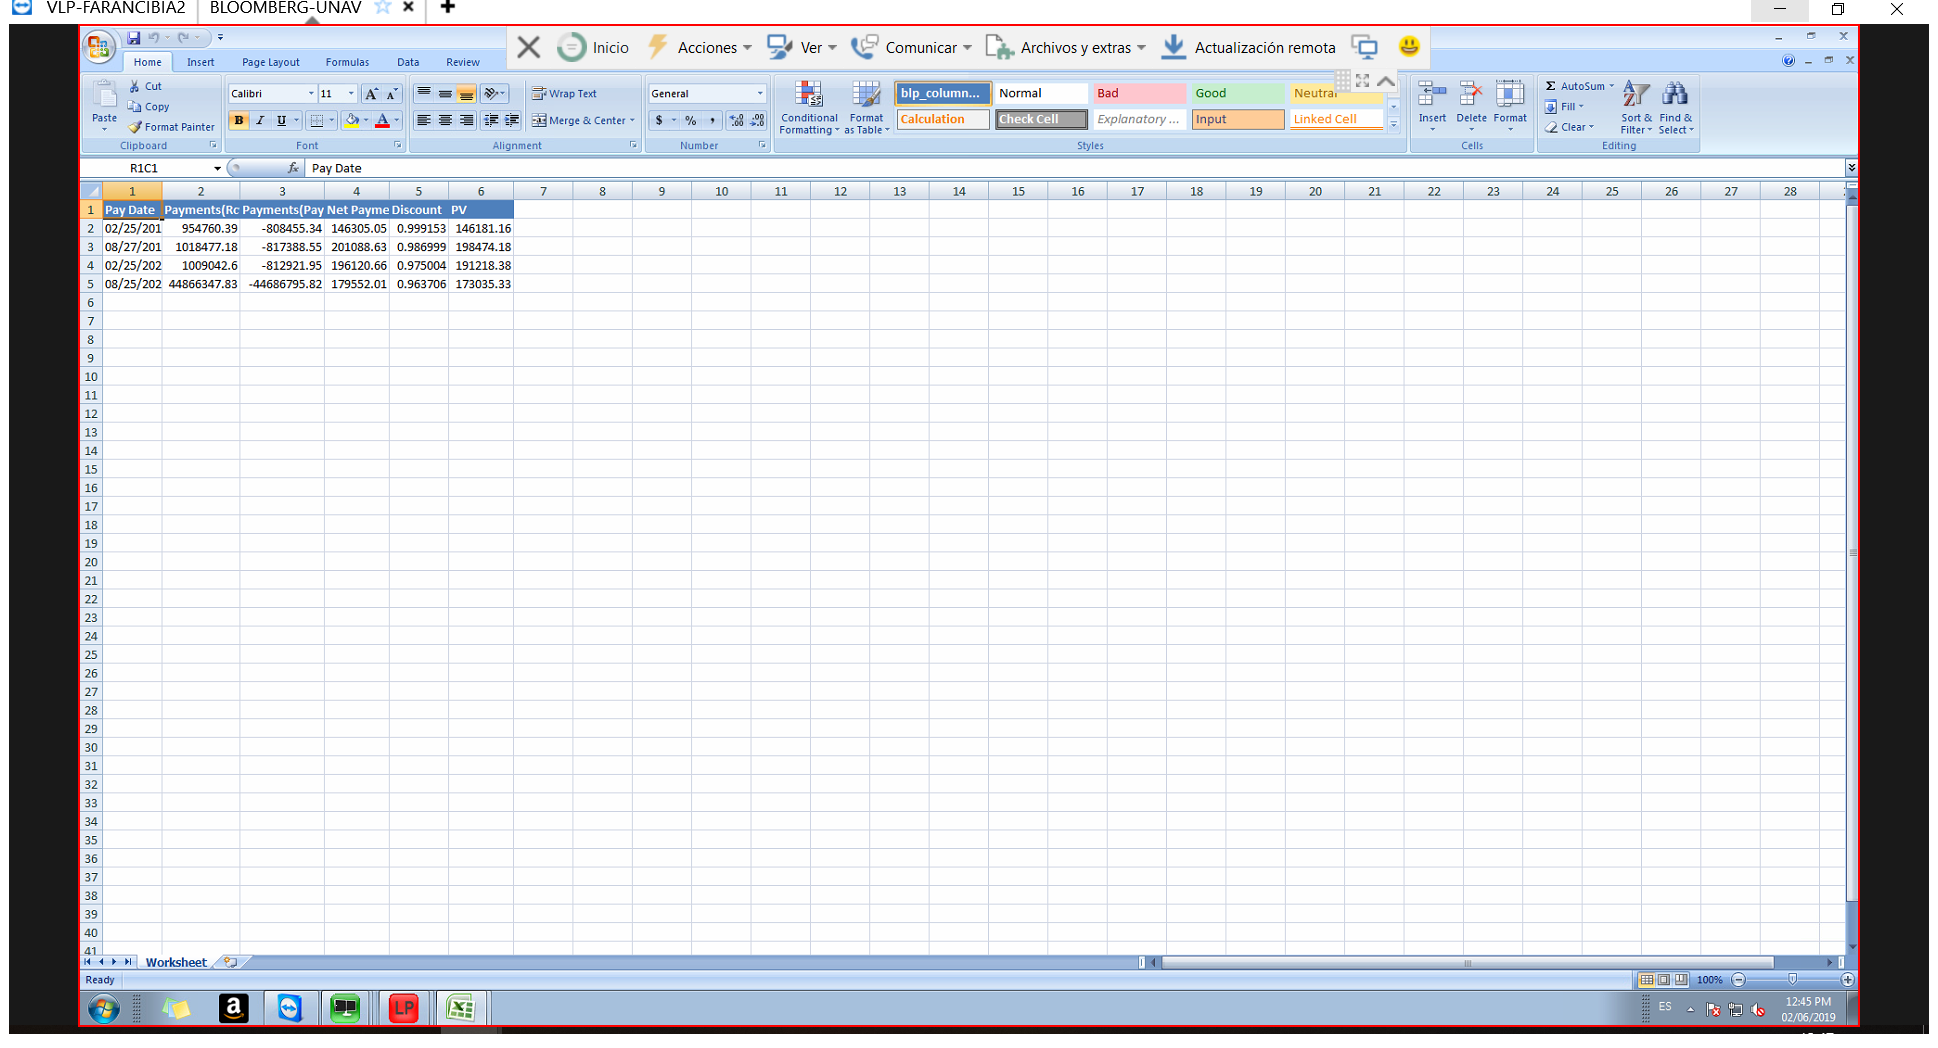 VLP-FARANCIBIA2 BLOOMBERG-UNAV
Inicio Acciones Ver Comunicar Archivos y extras Actualización remota
Home Insert Page Layout Formulas Data Review
Paste Cut
Copy
Format Painter
Clipboard
Calibri 11
B I U
Font
Wrap Text
Merge & Center
Alignment
General
$ % ,
Number
Conditional Formatting
Format as Table
blp_column... Normal Bad Good Neutral
Calculation Check Cell Explanatory ... Input Linked Cell
Styles
Insert Delete Format
Cells
AutoSum
Fill
Clear
Sort & Filter
Find & Select
Editing
R1C1 fx Pay Date
1 2 3 4 5 6 7 8 9 10 11 12 13 14 15 16 17 18 19 20 21 22 23 24 25 26 27 28
1 Pay Date Payments(Rc Payments(Pay Net Payme Discount PV
2 02/25/201 954760.39 -808455.34 146305.05 0.999153 146181.16
3 08/27/201 1018477.18 -817388.55 201088.63 0.986999 198474.18
4 02/25/202 1009042.6 -812921.95 196120.66 0.975004 191218.38
5 08/25/202 44866347.83 -44686795.82 179552.01 0.963706 173035.33
6
7
8
9
10
11
12
13
14
15
16
17
18
19
20
21
22
23
24
25
26
27
28
29
30
31
32
33
34
35
36
37
38
39
40
41
Worksheet
Ready 100%
a LP ES 12:45 PM
02/06/2019